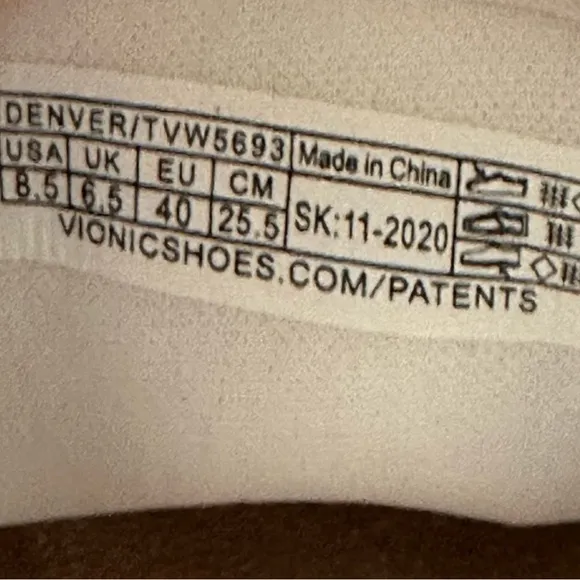 DENVER/TVW5693 Made in China
USA UK EU CM
8.5 6.5 40 25.5 SK:11-2020
VIONICSHOES.COM/PATENTS